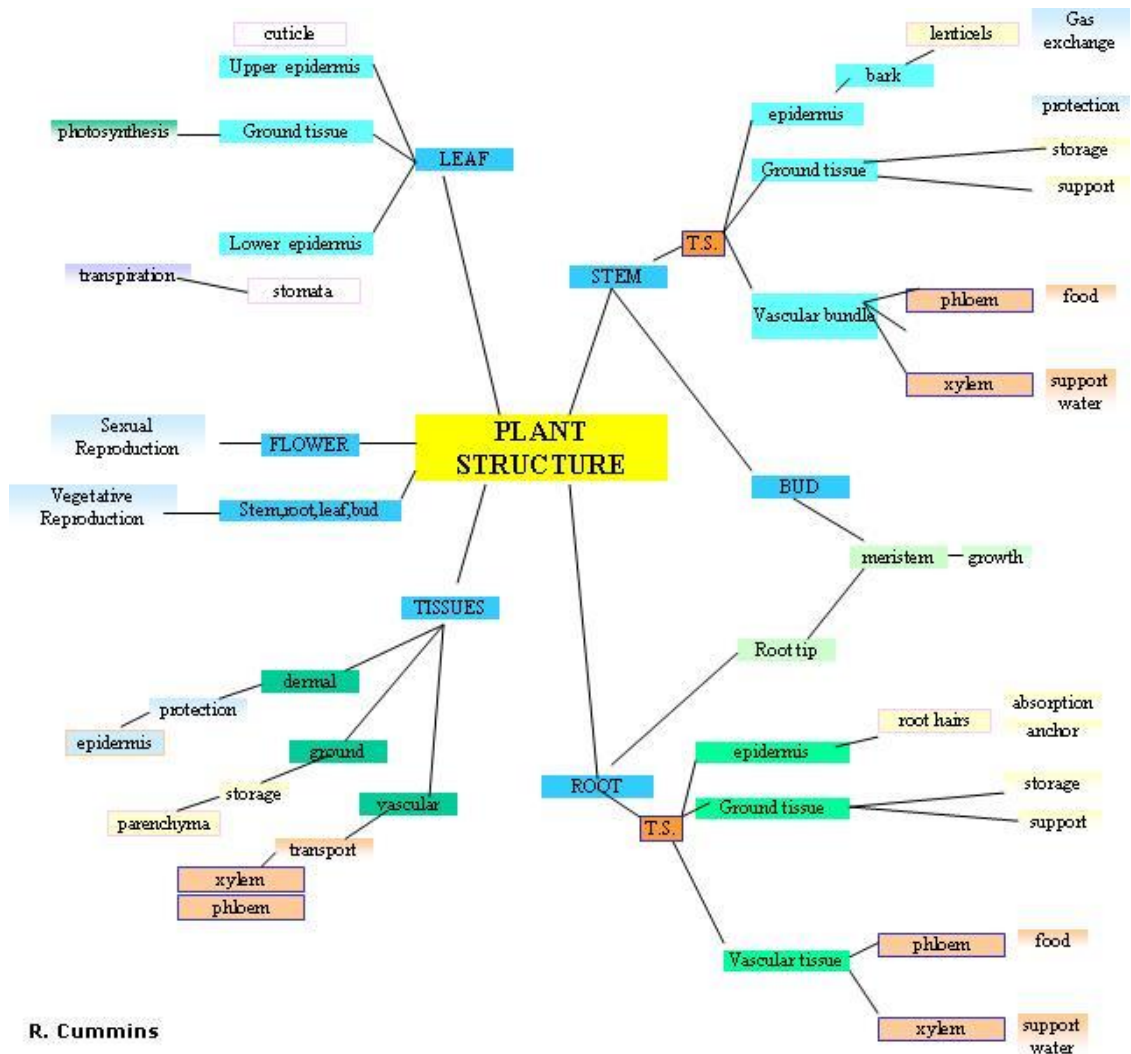 cuticle
Upper epidermis
photosynthesis
Ground tissue
LEAF
Lower epidermis
transpiration
stomata
Gas
exchange
lenticels
bark
epidermis
protection
Ground tissue
storage
support
T.S.
STEM
Vascular bundle
phloem
food
xylem
support
water
Sexual
Reproduction
FLOWER
PLANT
STRUCTURE
Vegetative
Reproduction
Stem,root,leaf,bud
BUD
meristem
growth
Root tip
TISSUES
dermal
protection
epidermis
ground
storage
parenchyma
vascular
transport
xylem
phloem
ROOT
T.S.
epidermis
root hairs
absorption
anchor
Ground tissue
storage
support
Vascular tissue
phloem
food
xylem
support
water
R. Cummins